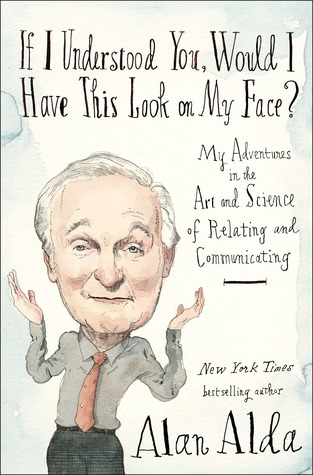 If I Understood You, Would I
Have This Look on My Face?
My Adventures
in the
Art and Science
of Relating and
Communicating
New York Times
bestselling author
Alan Alda